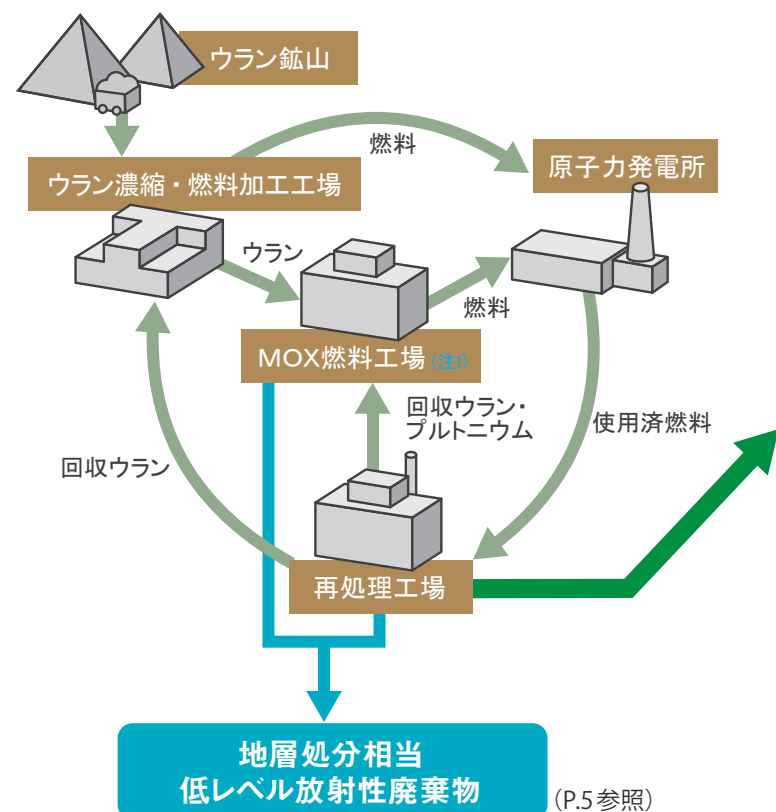 ウラン鉱山
燃料
原子力発電所
ウラン濃縮・燃料加工工場
ウラン
燃料
MOX燃料工場(注1)
回収ウラン・
プルトニウム
使用済燃料
回収ウラン
再処理工場
地層処分相当
低レベル放射性廃棄物
(P.5参照)